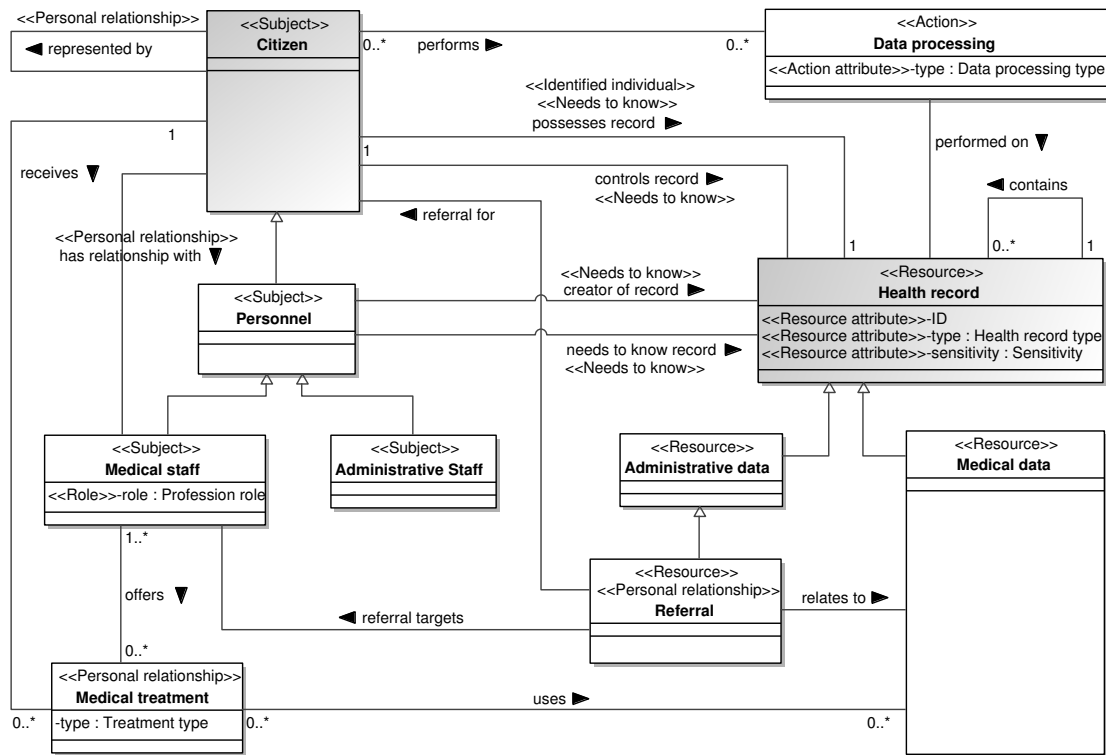 <<Personal relationship>>
◄ represented by
<<Subject>>
Citizen
0..*
performs ►
0..*
<<Action>>
Data processing
<<Action attribute>>-type : Data processing type
<<Identified individual>>
<<Needs to know>>
possesses record ►
1
1
performed on ▼
receives ▼
controls record ►
<<Needs to know>>
◄ contains
◄ referral for
<<Personal relationship>>
has relationship with ▼
1
0..*
1
<<Needs to know>>
creator of record ►
<<Subject>>
Personnel
<<Resource>>
Health record
<<Resource attribute>>-ID
<<Resource attribute>>-type : Health record type
<<Resource attribute>>-sensitivity : Sensitivity
needs to know record ►
<<Needs to know>>
<<Subject>>
Medical staff
<<Role>>-role : Profession role
<<Subject>>
Administrative Staff
<<Resource>>
Administrative data
<<Resource>>
Medical data
1..*
offers ▼
0..*
<<Resource>>
<<Personal relationship>>
Referral
relates to ►
◄ referral targets
<<Personal relationship>>
Medical treatment
-type : Treatment type
0..*
0..*
uses ►
0..*